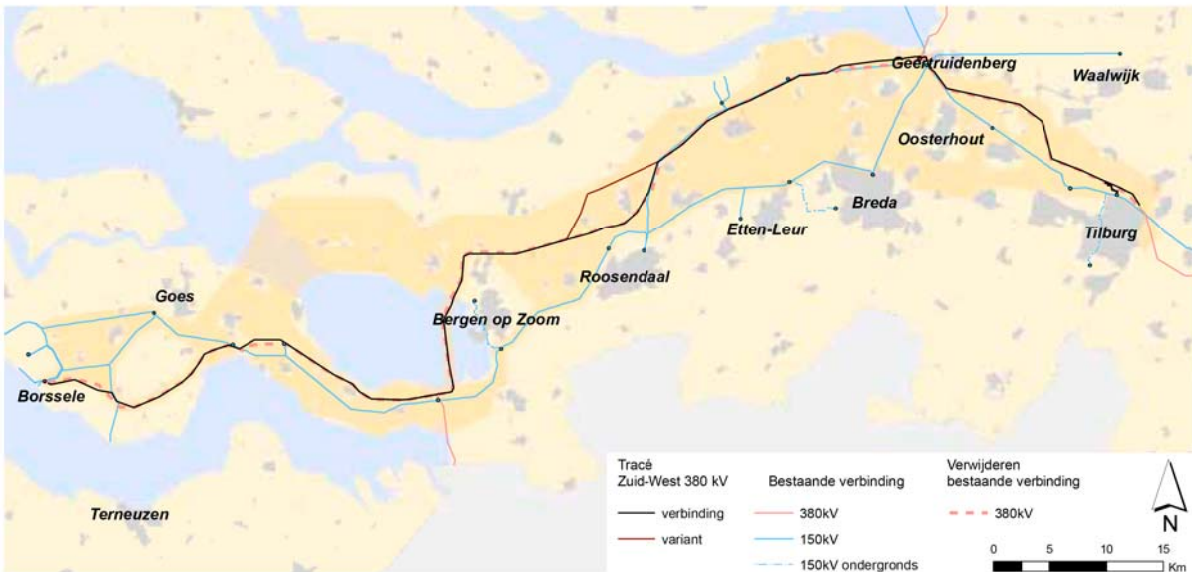 Geertruidenberg
Waalwijk
Oosterhout
Breda
Etten-Leur
Tilburg
Roosendaal
Goes
Bergen op Zoom
Borssele
Terneuzen
Tracé
Zuid-West 380 kV
verbinding
variant
Bestaande verbinding
380kV
150kV
150kV ondergronds
Verwijderen
bestaande verbinding
380kV
N
0 5 10 15
Km